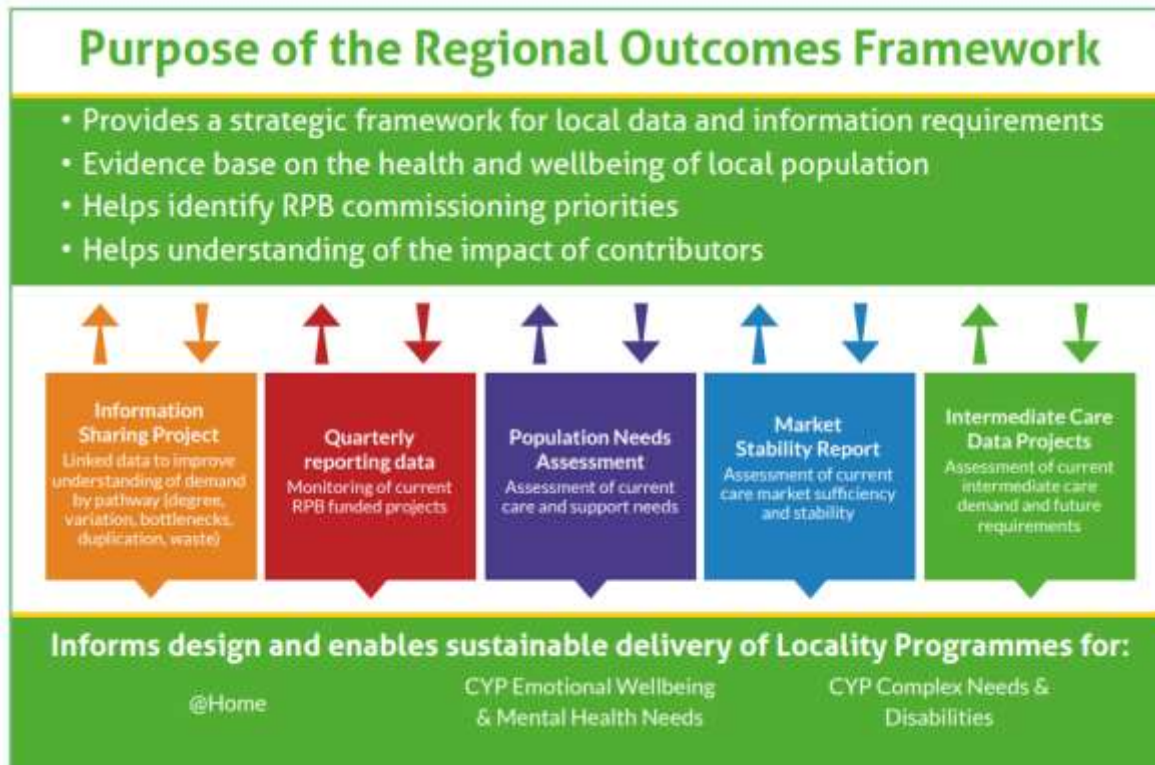 Purpose of the Regional Outcomes Framework
• Provides a strategic framework for local data and information requirements
• Evidence base on the health and wellbeing of local population
• Helps identify RPB commissioning priorities
• Helps understanding of the impact of contributors
Information
Sharing Project
Linked data to improve
understanding of demand
by pathway (degree,
variation, bottlenecks,
duplication, waste)
Quarterly
reporting data
Monitoring of current
RPB funded projects
Population Needs
Assessment
Assessment of current
care and support needs
Market
Stability Report
Assessment of current
care market sufficiency
and stability
Intermediate Care
Data Projects
Assessment of current
intermediate care
demand and future
requirements
Informs design and enables sustainable delivery of Locality Programmes for:
@Home
CYP Emotional Wellbeing
& Mental Health Needs
CYP Complex Needs &
Disabilities